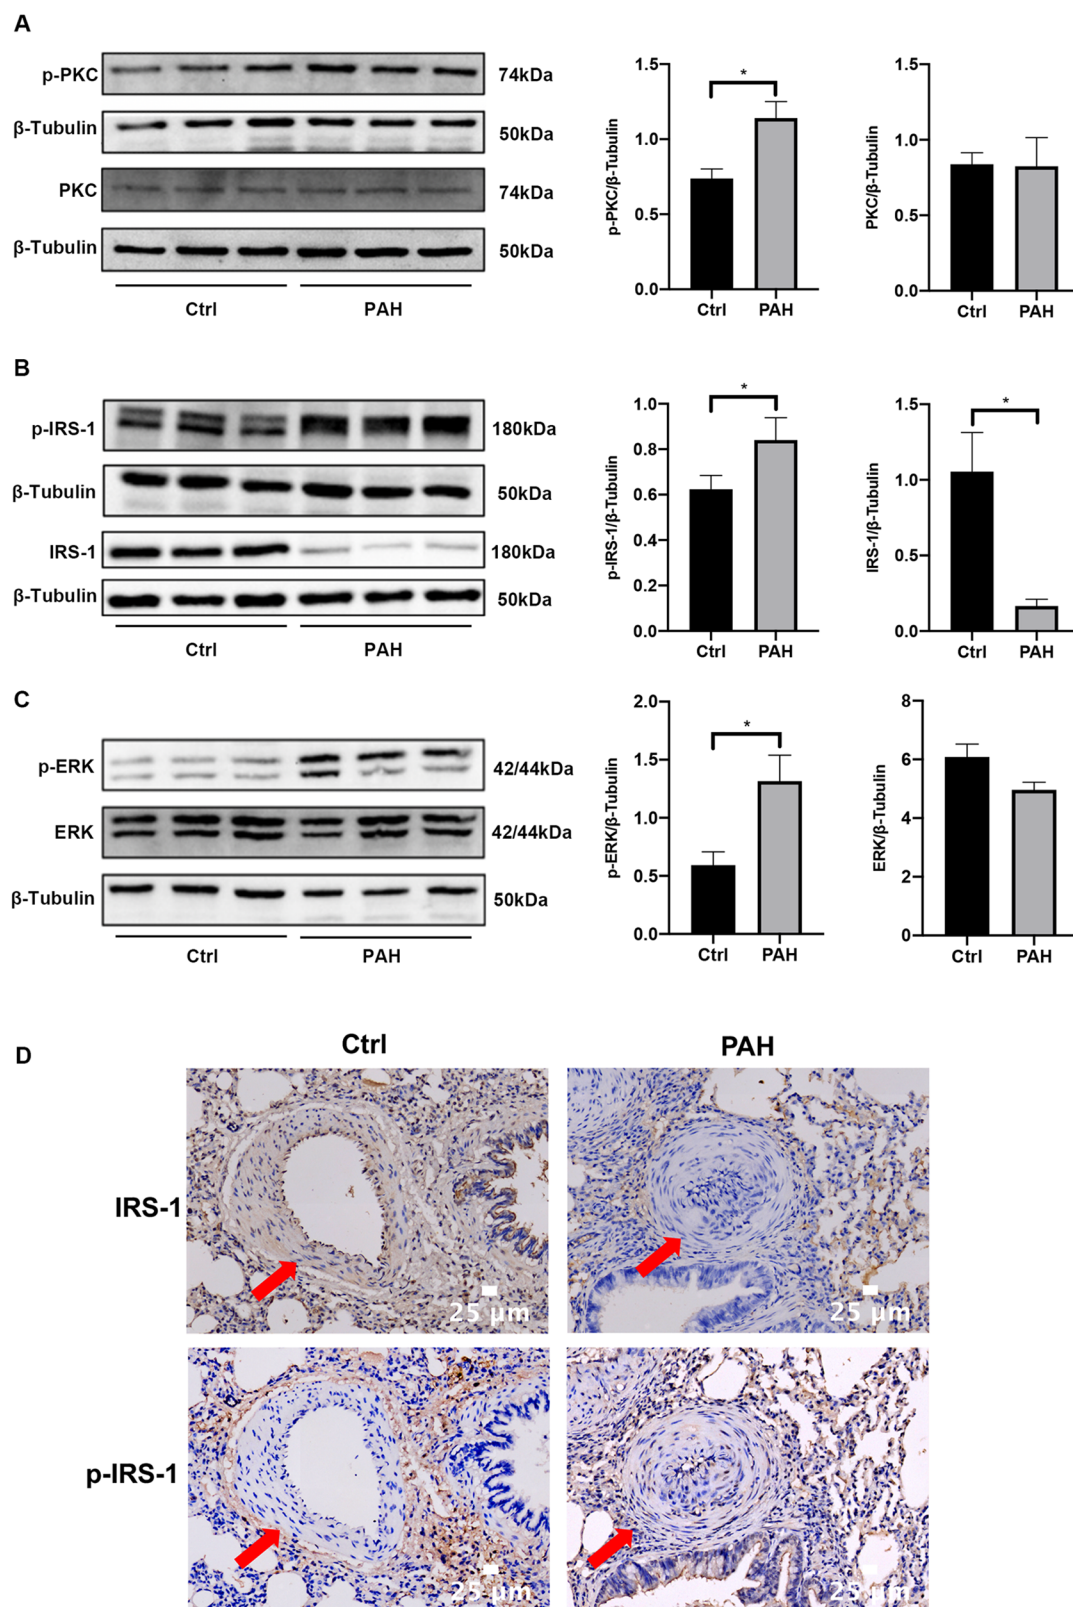 A
p-PKC
74kDa
β-Tubulin
50kDa
PKC
74kDa
β-Tubulin
50kDa
Ctrl
PAH
p-PKC/β-Tubulin
1.5
1.0
0.5
0.0
*
Ctrl
PAH
PKC/β-Tubulin
1.5
1.0
0.5
0.0
Ctrl
PAH
B
p-IRS-1
180kDa
β-Tubulin
50kDa
IRS-1
180kDa
β-Tubulin
50kDa
Ctrl
PAH
p-IRS-1/β-Tubulin
1.0
0.8
0.6
0.4
0.2
0.0
*
Ctrl
PAH
IRS-1/β-Tubulin
1.5
1.0
0.5
0.0
*
Ctrl
PAH
C
p-ERK
42/44kDa
ERK
42/44kDa
β-Tubulin
50kDa
Ctrl
PAH
p-ERK/β-Tubulin
2.0
1.5
1.0
0.5
0.0
*
Ctrl
PAH
ERK/β-Tubulin
8
6
4
2
0
Ctrl
PAH
D
Ctrl
PAH
IRS-1
25 μm
25 μm
p-IRS-1
25 μm
25 μm